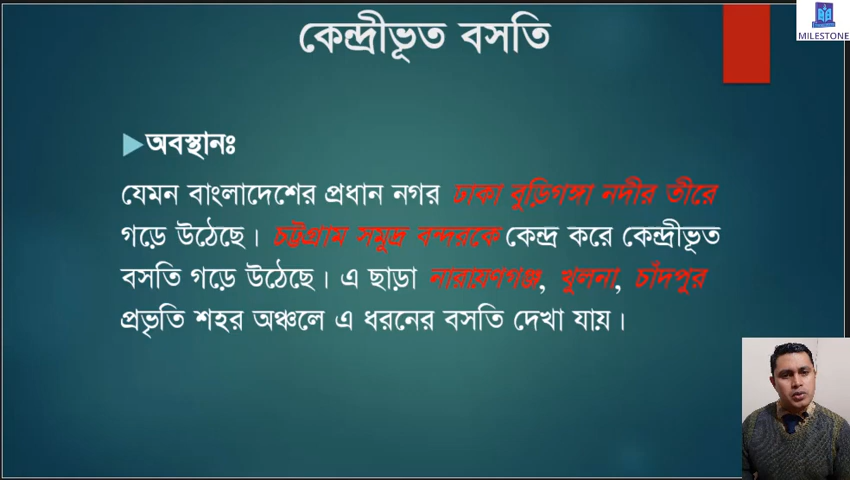 কেন্দ্রীভূত বসতি
MILESTONE
অবস্থানঃ
যেমন বাংলাদেশের প্রধান নগর ঢাকা বুড়িগঙ্গা নদীর তীরে
গড়ে উঠেছে। চট্টগ্রাম সমুদ্র বন্দরকে কেন্দ্র করে কেন্দ্রীভূত
বসতি গড়ে উঠেছে। এ ছাড়া নারায়ণগঞ্জ, খুলনা, চাঁদপুর
প্রভৃতি শহর অঞ্চলে এ ধরনের বসতি দেখা যায়।